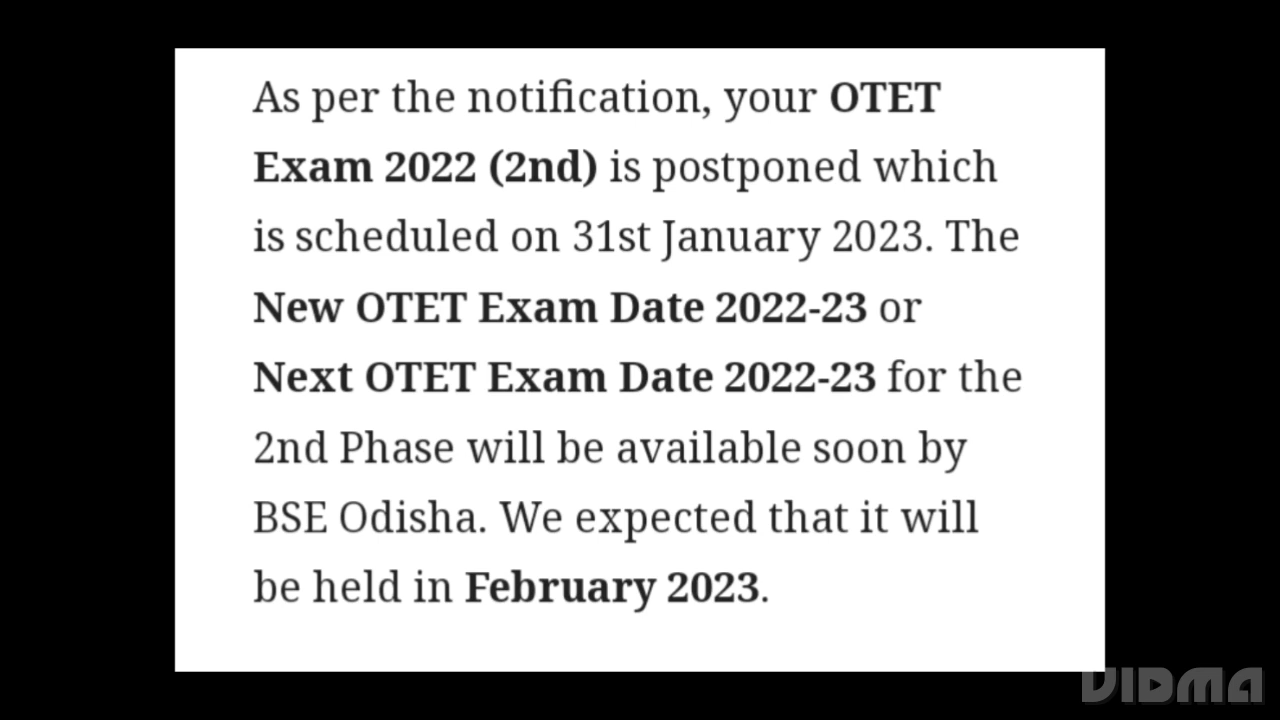 As per the notification, your OTET
Exam 2022 (2nd) is postponed which
is scheduled on 31st January 2023. The
New OTET Exam Date 2022-23 or
Next OTET Exam Date 2022-23 for the
2nd Phase will be available soon by
BSE Odisha. We expected that it will
be held in February 2023.
VIDMA